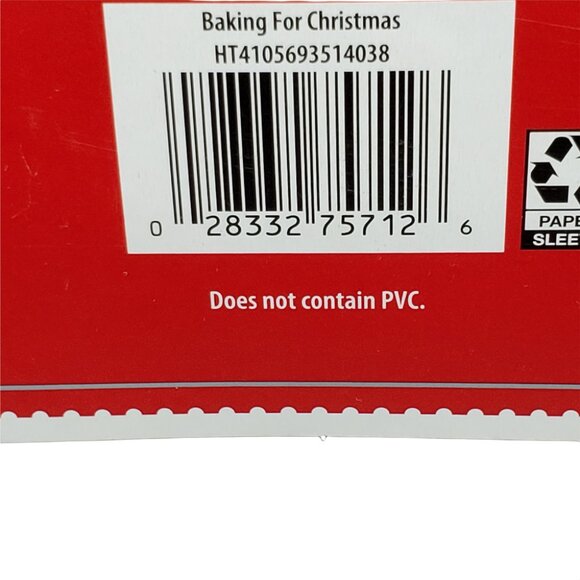 Baking For Christmas
HT4105693514038
0 28332 75712 6
PAPE
SLEE
Does not contain PVC.